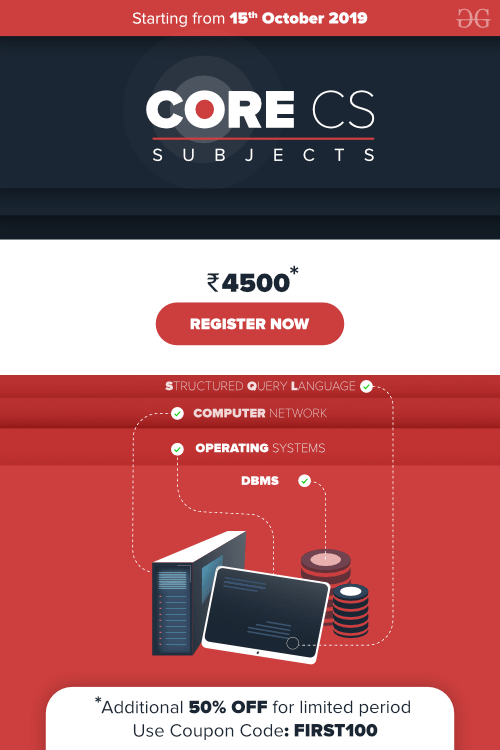 Starting from 15th October 2019
GG
CORE CS
SUBJECTS
₹4500*
REGISTER NOW
STRUCTURED QUERY LANGUAGE
COMPUTER NETWORK
OPERATING SYSTEMS
DBMS
*Additional 50% OFF for limited period
Use Coupon Code: FIRST100